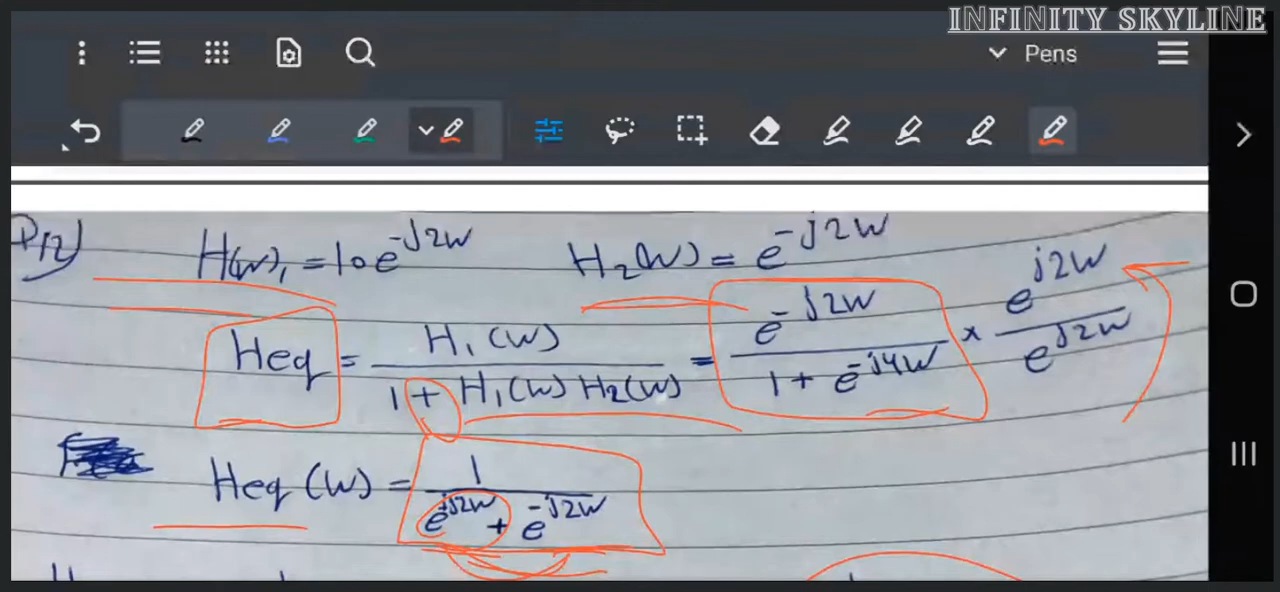 INFINITY SKYLINE
Pens
P12) H(w)₁ = 10e^-j2w H₂(w) = e^-j2w
Heq = H₁(w) / 1 + H₁(w) H₂(w) = e^-j2w / 1 + e^-j4w × e^j2w / e^j2w
Heq (w) = 1 / e^j2w + e^-j2w